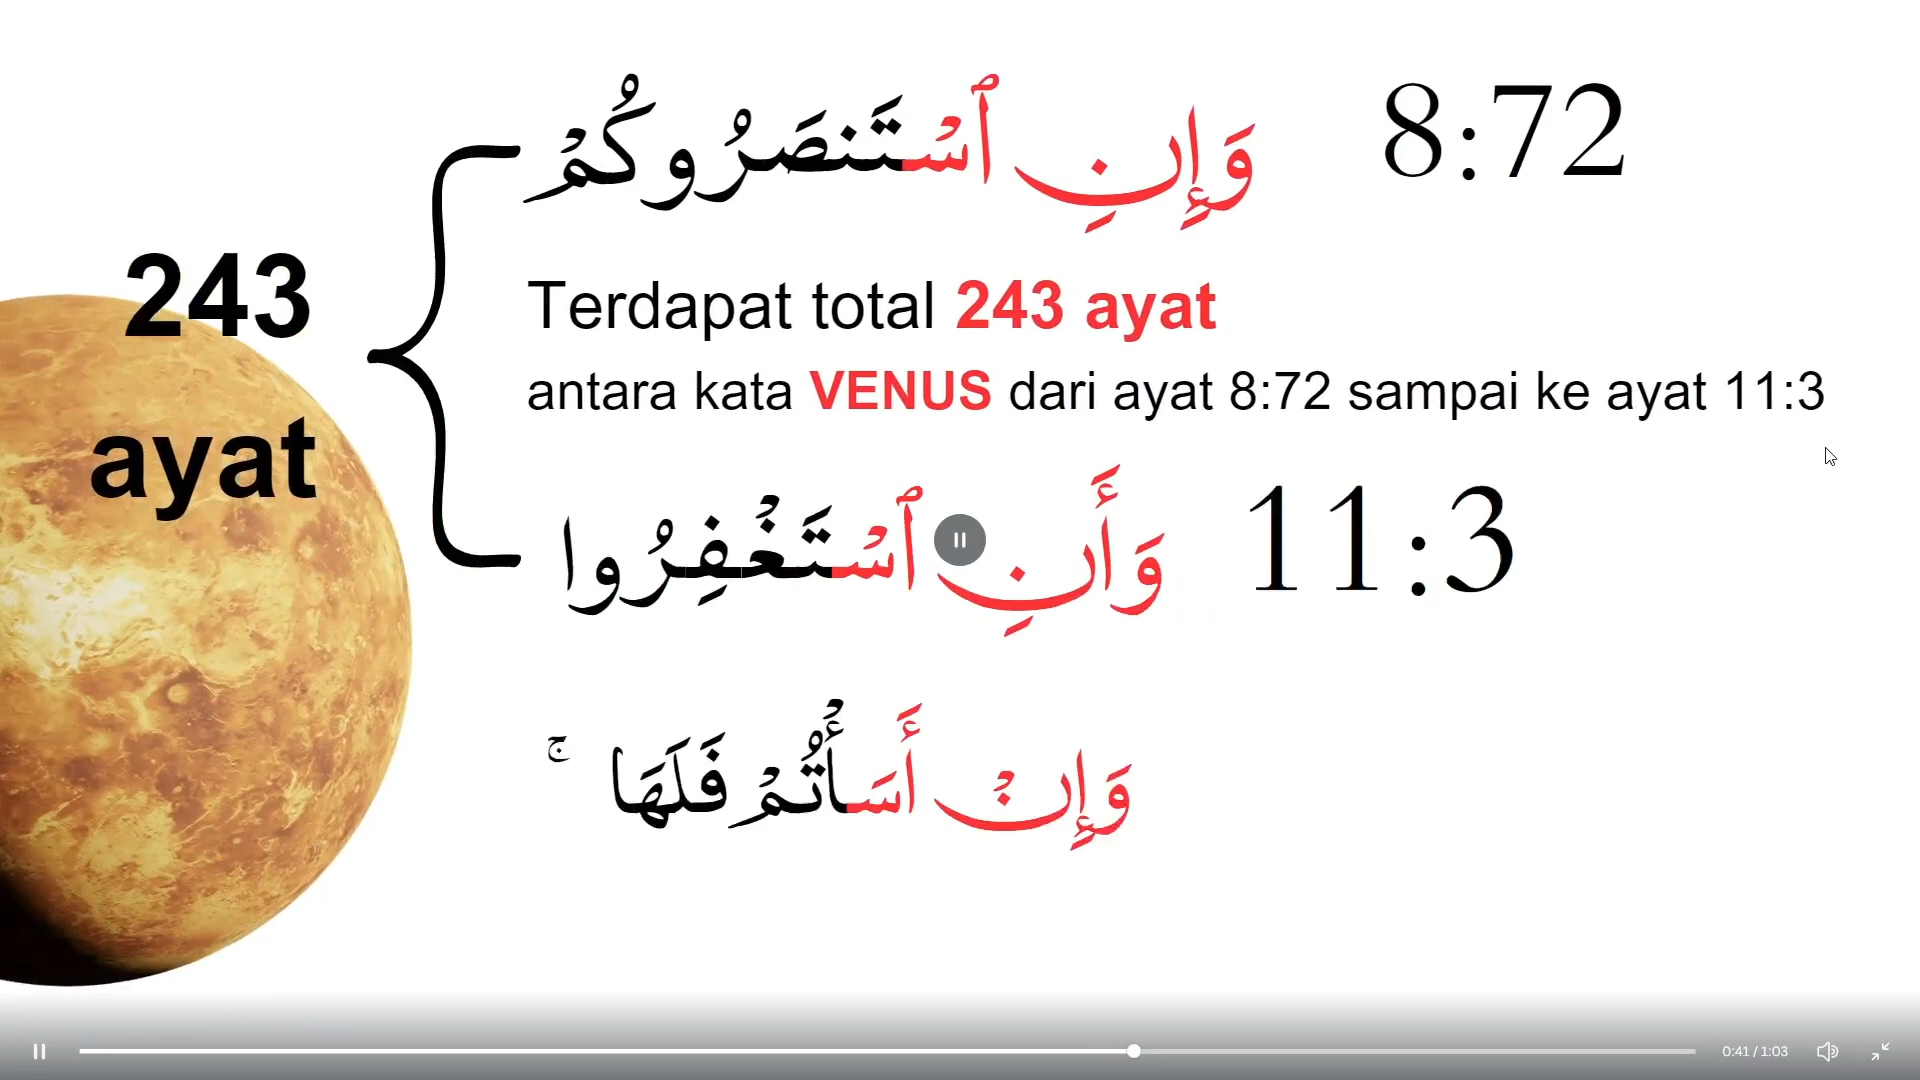 وَإِنِ ٱسْتَنصَرُوكُمْ 8:72
243
ayat
Terdapat total 243 ayat
antara kata VENUS dari ayat 8:72 sampai ke ayat 11:3
وَأَنِ ٱسْتَغْفِرُوا 11:3
وَإِنْ أَسَأْتُمْ فَلَهَا ۚ
0:41 / 1:03